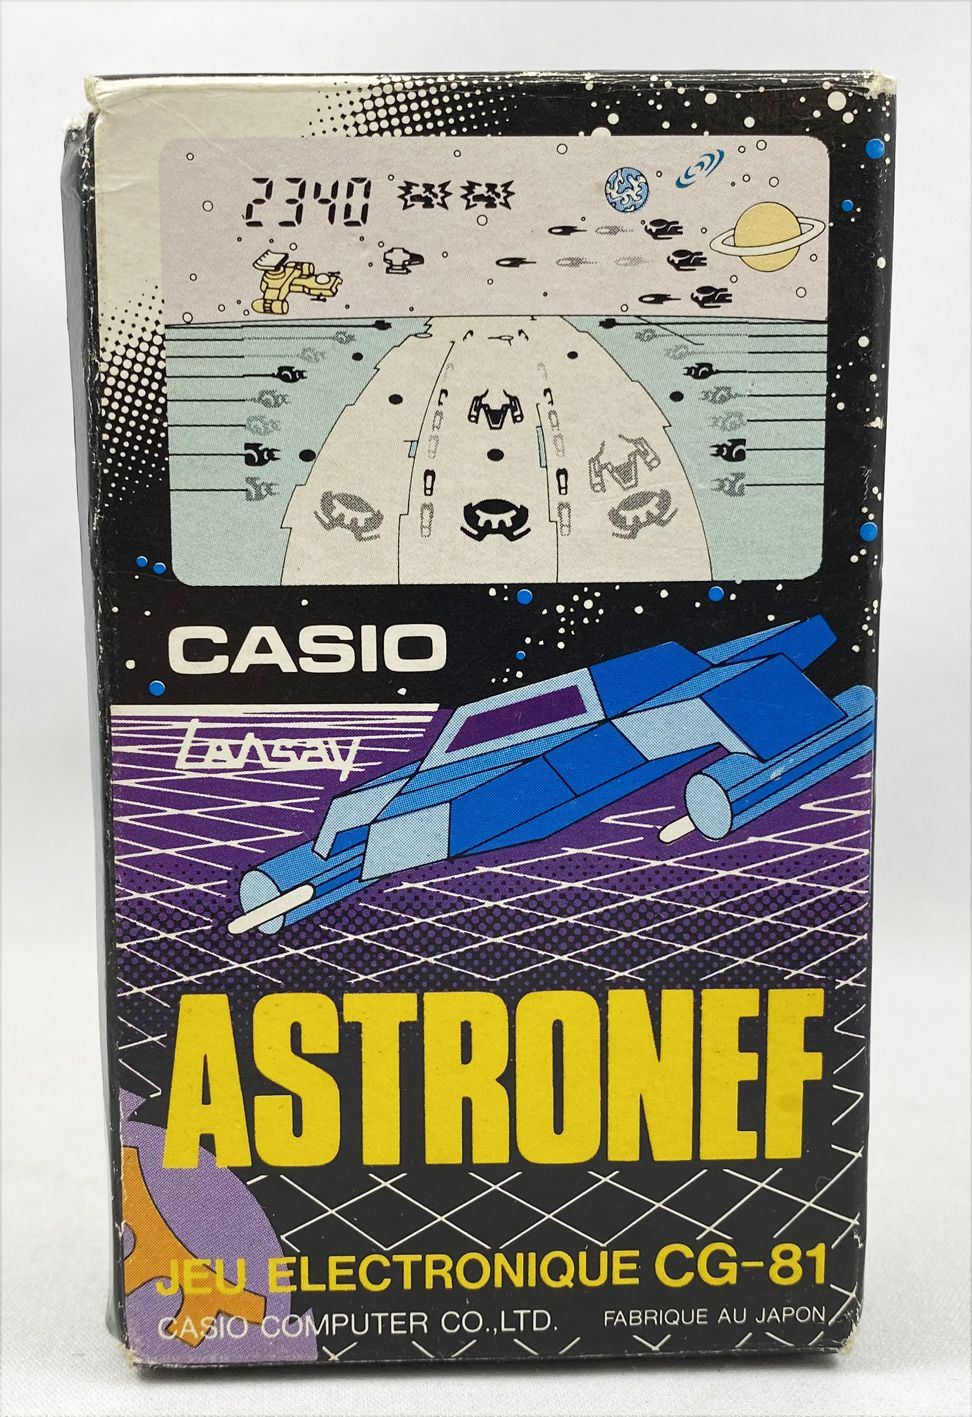 2340
CASIO
Lansay
ASTRONEF
JEU ELECTRONIQUE CG-81
CASIO COMPUTER CO.,LTD. FABRIQUE AU JAPON